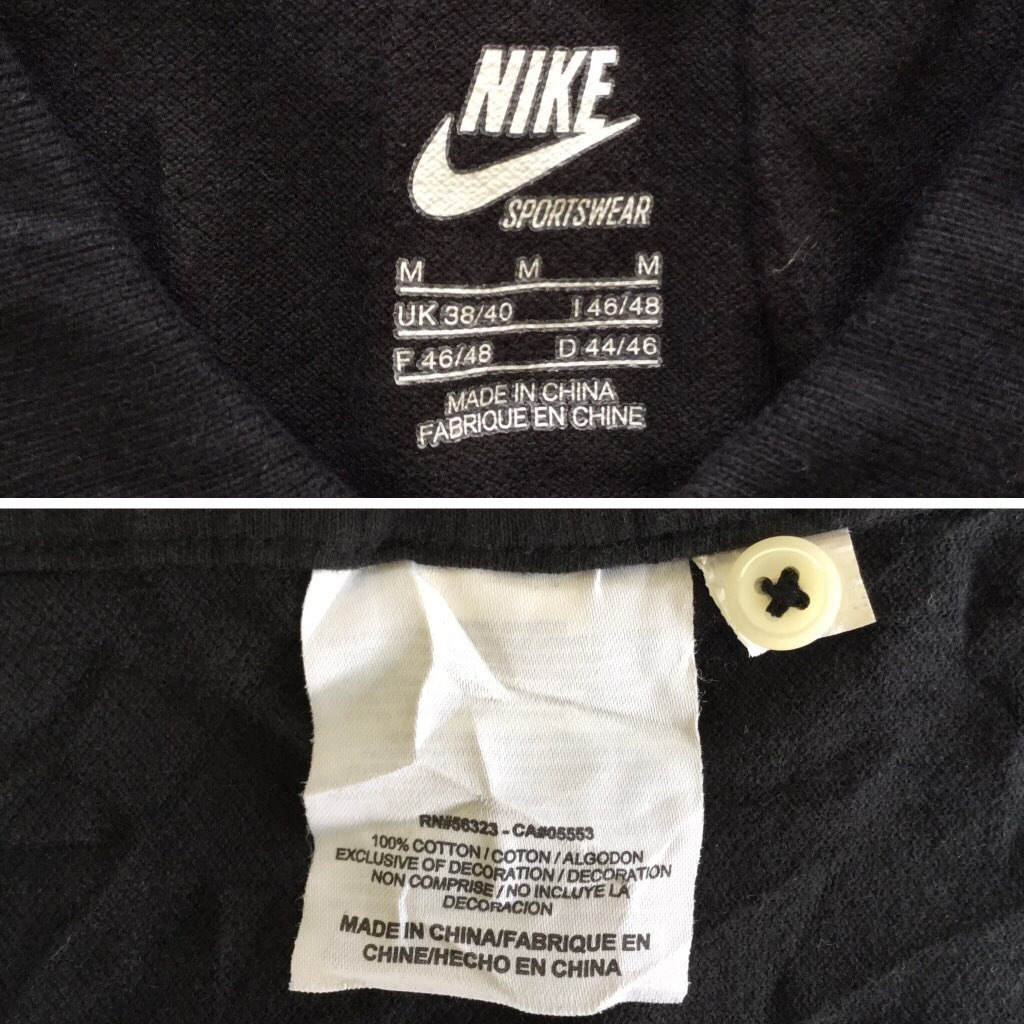 NIKE
SPORTSWEAR
M M M
UK 38/40 I 46/48
F 46/48 D 44/46
MADE IN CHINA
FABRIQUE EN CHINE
RN#56323 - CA#05553
100% COTTON / COTON / ALGODON
EXCLUSIVE OF DECORATION / DECORATION
NON COMPRISE / NO INCLUYE LA
DECORACION
MADE IN CHINA/FABRIQUE EN
CHINE/HECHO EN CHINA